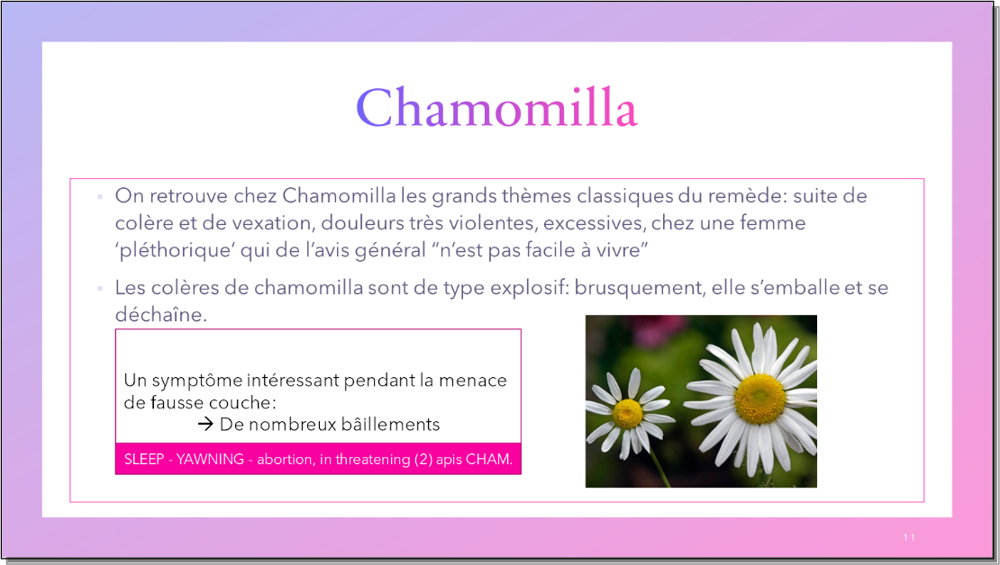 Chamomilla
On retrouve chez Chamomilla les grands thèmes classiques du remède: suite de
colère et de vexation, douleurs très violentes, excessives, chez une femme
‘pléthorique‘ qui de l’avis général “n’est pas facile à vivre”
Les colères de chamomilla sont de type explosif: brusquement, elle s’emballe et se
déchaîne.
Un symptôme intéressant pendant la menace
de fausse couche:
→ De nombreux bâillements
SLEEP - YAWNING - abortion, in threatening (2) apis CHAM.
11